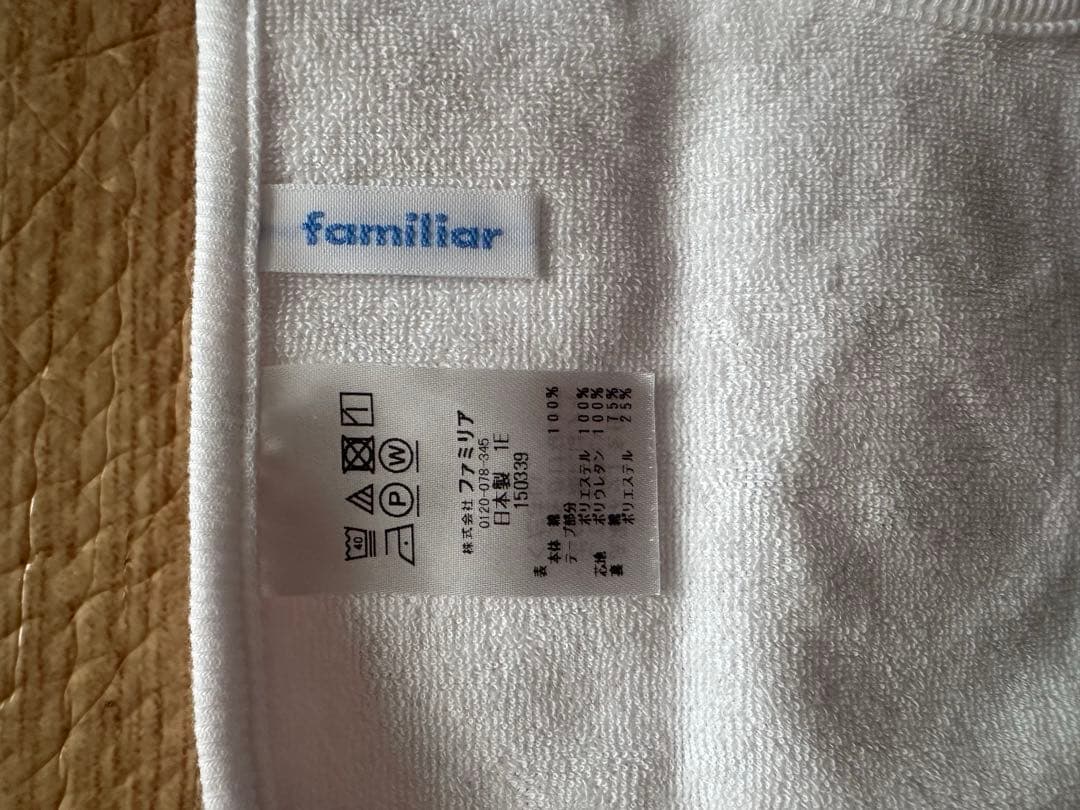 familiar
40
P
W
株式会社 ファミリア
0120-078-345
日本製 1E
150339
表
本体 綿 100%
テープ部分
ポリエステル 100%
芯地 ポリウレタン 100%
裏 綿 75%
ポリエステル 25%